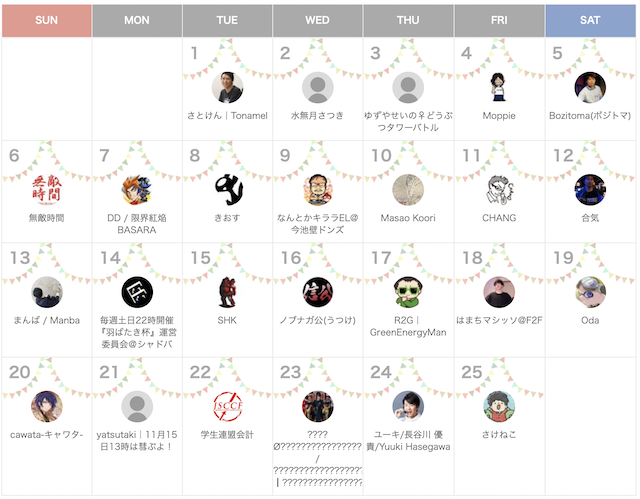 SUN MON TUE WED THU FRI SAT
1 2 3 4 5
さとけん｜Tonamel
水無月さつき
ゆずやせいの♀どうぶ
つタワーバトル
Moppie
Bozitoma(ボジトマ)
6 7 8 9 10 11 12
無敵
時間
無敵時間
DD / 限界紅焔
BASARA
きおす
なんとかキララEL@
今池壁ドンズ
Masao Koori
CHANG
合気
13 14 15 16 17 18 19
まんば / Manba
毎週土日22時開催
『羽ばたき杯』運営
委員会@シャドバ
SHK
信公
ノブナガ公(うつけ)
R2G｜
GreenEnergyMan
はまちマシッソ@F2F
Oda
20 21 22 23 24 25
cawata-キャワタ-
yatsutaki｜11月15
日13時は彗ぶよ！
JSCCF
学生連盟会計
????
Ø????????????????
/
??????????????????
┃????????????????
ユーキ/長谷川 優
貴/Yuuki Hasegawa
さけねこ